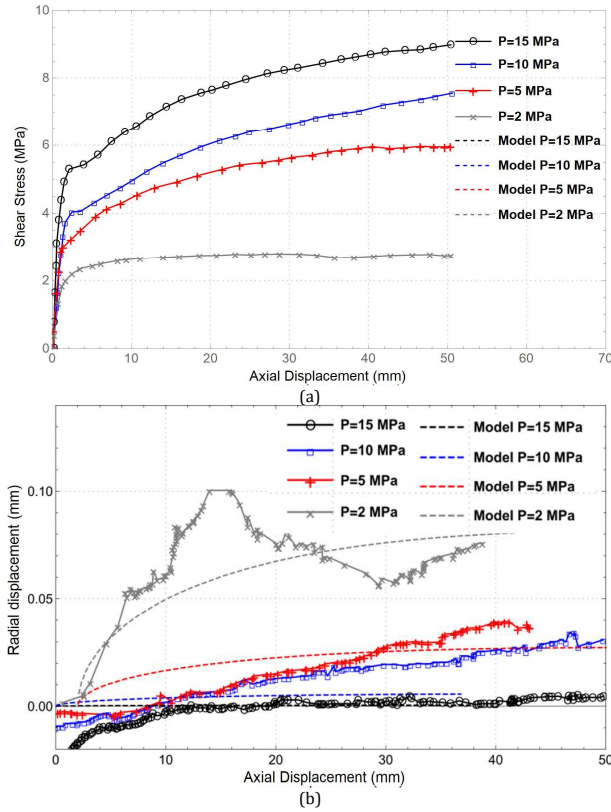 10
8
6
4
2
0
Shear Stress (MPa)
P=15 MPa
P=10 MPa
P=5 MPa
P=2 MPa
Model P=15 MPa
Model P=10 MPa
Model P=5 MPa
Model P=2 MPa
0 10 20 30 40 50 60 70
Axial Displacement (mm)
(a)
0.10
0.05
0.00
Radial displacement (mm)
P=15 MPa Model P=15 MPa
P=10 MPa Model P=10 MPa
P=5 MPa Model P=5 MPa
P=2 MPa Model P=2 MPa
0 10 20 30 40 50
Axial Displacement (mm)
(b)